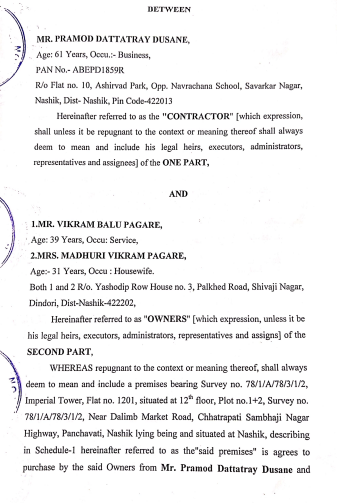 BETWEEN
MR. PRAMOD DATTATRAY DUSANE,
Age: 61 Years, Occu.:- Business,
PAN No.- ABEPD1859R
R/o Flat no. 10, Ashirvad Park, Opp. Navrachana School, Savarkar Nagar,
Nashik, Dist- Nashik, Pin Code-422013
Hereinafter referred to as the "CONTRACTOR" [which expression,
shall unless it be repugnant to the context or meaning thereof shall always
deem to mean and include his legal heirs, executors, administrators,
representatives and assignees] of the ONE PART,
AND
1.MR. VIKRAM BALU PAGARE,
Age: 39 Years, Occu: Service,
2.MRS. MADHURI VIKRAM PAGARE,
Age:- 31 Years, Occu : Housewife.
Both 1 and 2 R/o. Yashodip Row House no. 3, Palkhed Road, Shivaji Nagar,
Dindori, Dist-Nashik-422202,
Hereinafter referred to as "OWNERS" [which expression, unless it be
his legal heirs, executors, administrators, representatives and assigns] of the
SECOND PART,
WHEREAS repugnant to the context or meaning thereof, shall always
deem to mean and include a premises bearing Survey no. 78/1/A/78/3/1/2,
Imperial Tower, Flat no. 1201, situated at 12th floor, Plot no.1+2, Survey no.
78/1/A/78/3/1/2, Near Dalimb Market Road, Chhatrapati Sambhaji Nagar
Highway, Panchavati, Nashik lying being and situated at Nashik, describing
in Schedule-1 hereinafter referred to as the"said premises" is agrees to
purchase by the said Owners from Mr. Pramod Dattatray Dusane and